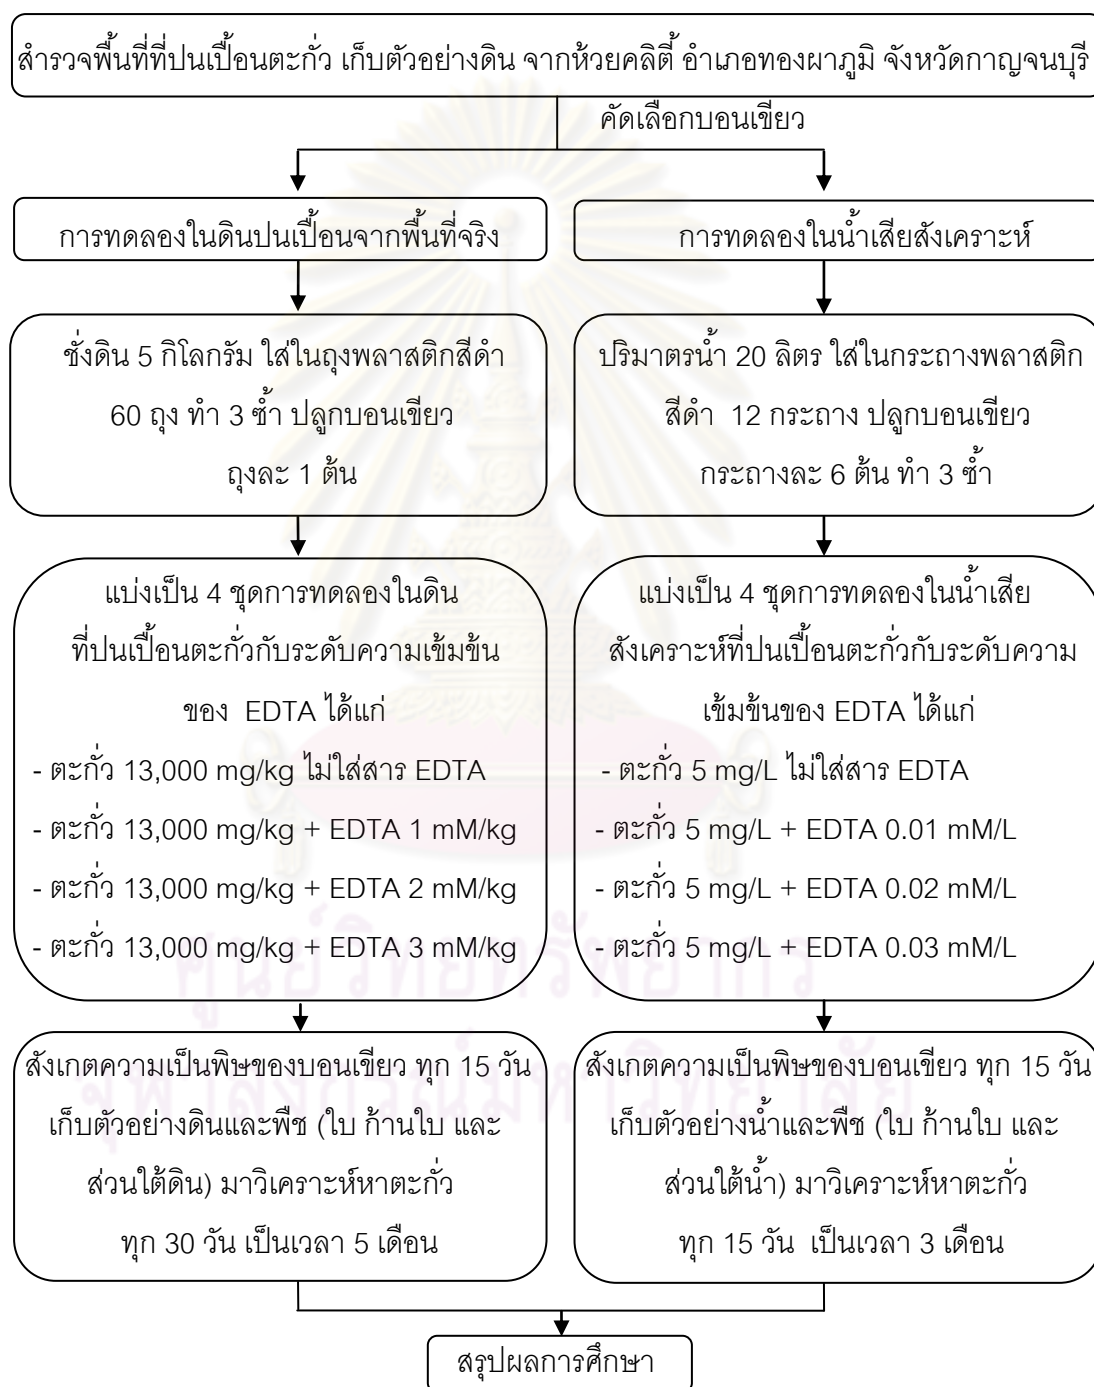 สำรวจพื้นที่ที่ปนเปื้อนตะกั่ว เก็บตัวอย่างดิน จากห้วยคลิตี้ อำเภอทองผาภูมิ จังหวัดกาญจนบุรี
คัดเลือกบอนเขียว
การทดลองในดินปนเปื้อนจากพื้นที่จริง
ชั่งดิน 5 กิโลกรัม ใส่ในถุงพลาสติกสีดำ
60 ถุง ทำ 3 ซ้ำ ปลูกบอนเขียว
ถุงละ 1 ต้น
แบ่งเป็น 4 ชุดการทดลองในดิน
ที่ปนเปื้อนตะกั่วกับระดับความเข้มข้น
ของ EDTA ได้แก่
- ตะกั่ว 13,000 mg/kg ไม่ใส่สาร EDTA
- ตะกั่ว 13,000 mg/kg + EDTA 1 mM/kg
- ตะกั่ว 13,000 mg/kg + EDTA 2 mM/kg
- ตะกั่ว 13,000 mg/kg + EDTA 3 mM/kg
สังเกตความเป็นพิษของบอนเขียว ทุก 15 วัน
เก็บตัวอย่างดินและพืช (ใบ ก้านใบ และ
ส่วนใต้ดิน) มาวิเคราะห์หาตะกั่ว
ทุก 30 วัน เป็นเวลา 5 เดือน
การทดลองในน้ำเสียสังเคราะห์
ปริมาตรน้ำ 20 ลิตร ใส่ในกระถางพลาสติก
สีดำ 12 กระถาง ปลูกบอนเขียว
กระถางละ 6 ต้น ทำ 3 ซ้ำ
แบ่งเป็น 4 ชุดการทดลองในน้ำเสีย
สังเคราะห์ที่ปนเปื้อนตะกั่วกับระดับความ
เข้มข้นของ EDTA ได้แก่
- ตะกั่ว 5 mg/L ไม่ใส่สาร EDTA
- ตะกั่ว 5 mg/L + EDTA 0.01 mM/L
- ตะกั่ว 5 mg/L + EDTA 0.02 mM/L
- ตะกั่ว 5 mg/L + EDTA 0.03 mM/L
สังเกตความเป็นพิษของบอนเขียว ทุก 15 วัน
เก็บตัวอย่างน้ำและพืช (ใบ ก้านใบ และ
ส่วนใต้น้ำ) มาวิเคราะห์หาตะกั่ว
ทุก 15 วัน เป็นเวลา 3 เดือน
สรุปผลการศึกษา
ศูนย์วิทยทรัพยากร
จุฬาลงกรณ์มหาวิทยาลัย